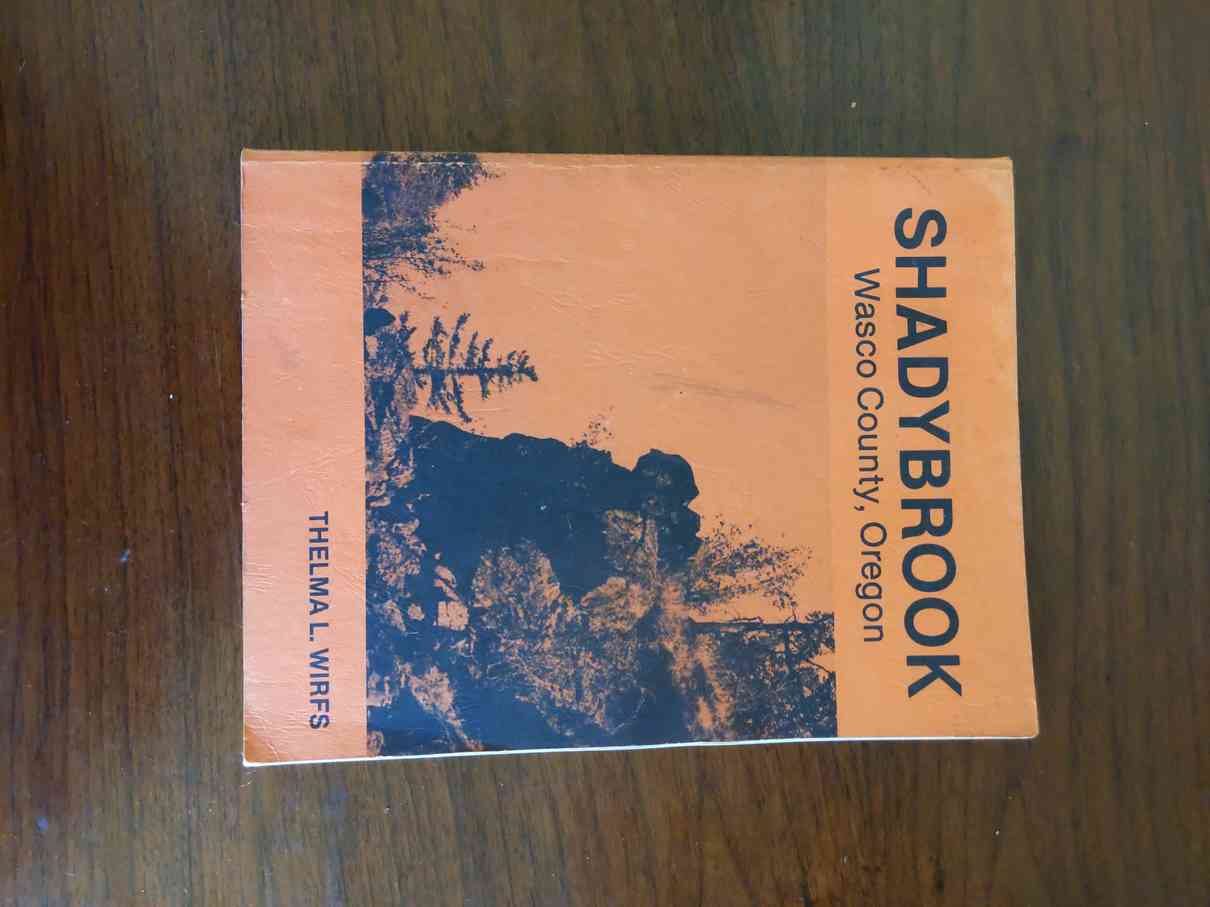 SHADYBROOK
Wasco County, Oregon
THELMA L. WIRFS